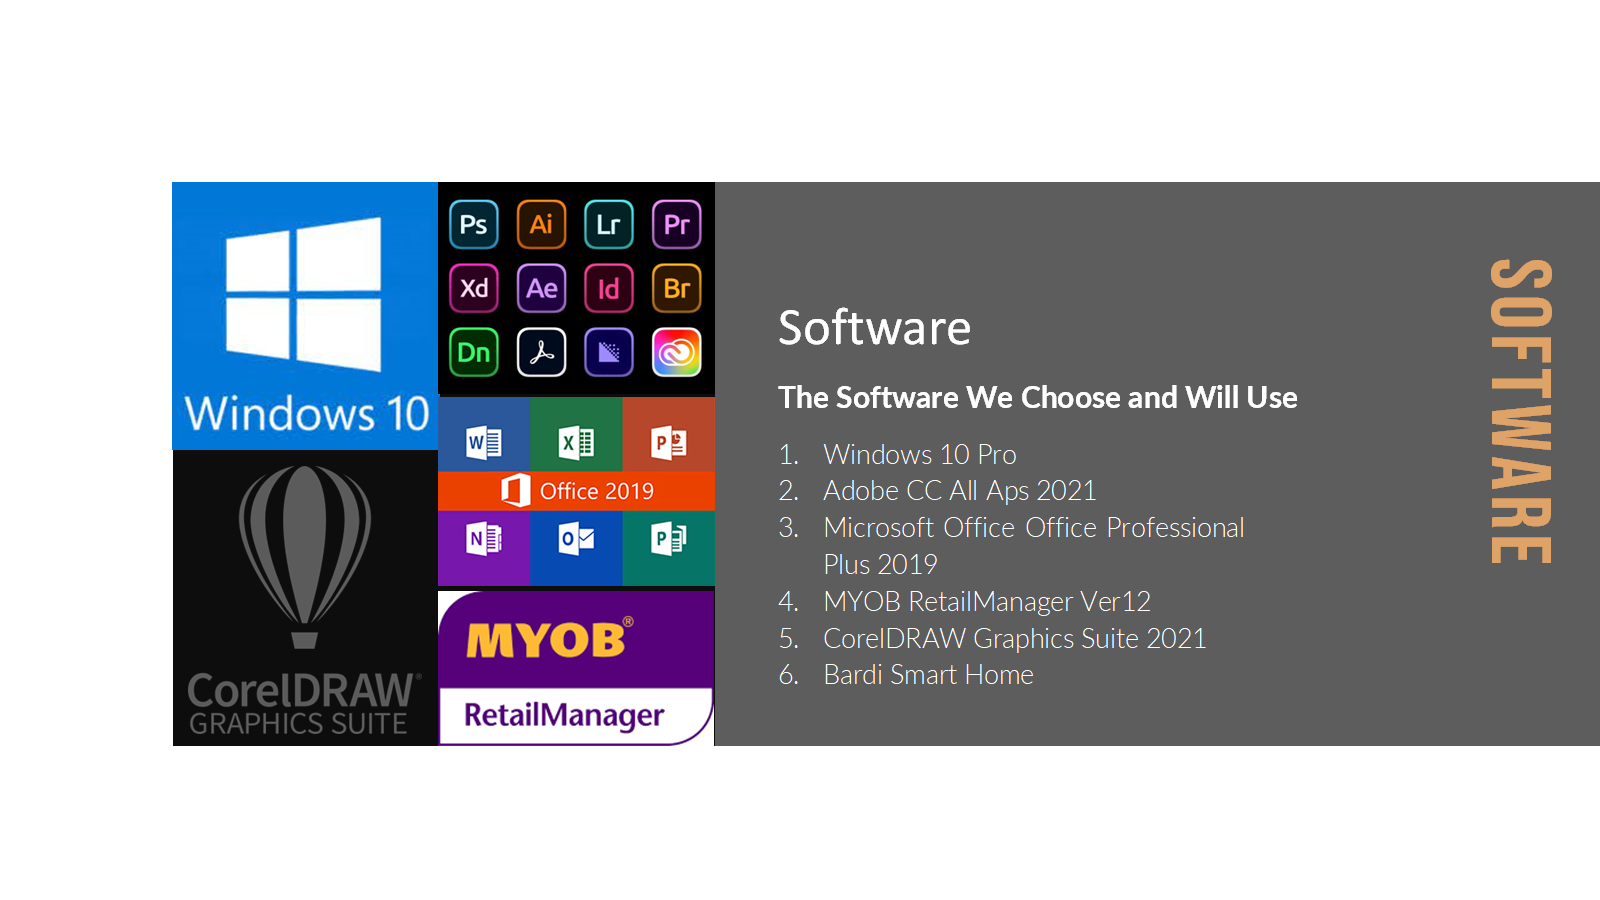 Windows 10
Ps Ai Lr Pr
Xd Ae Id Br
Dn
W X P
Office 2019
N O P
CorelDRAW®
GRAPHICS SUITE
MYOB®
RetailManager
Software
The Software We Choose and Will Use
1. Windows 10 Pro
2. Adobe CC All Aps 2021
3. Microsoft Office Office Professional
Plus 2019
4. MYOB RetailManager Ver12
5. CorelDRAW Graphics Suite 2021
6. Bardi Smart Home
SOFTWARE